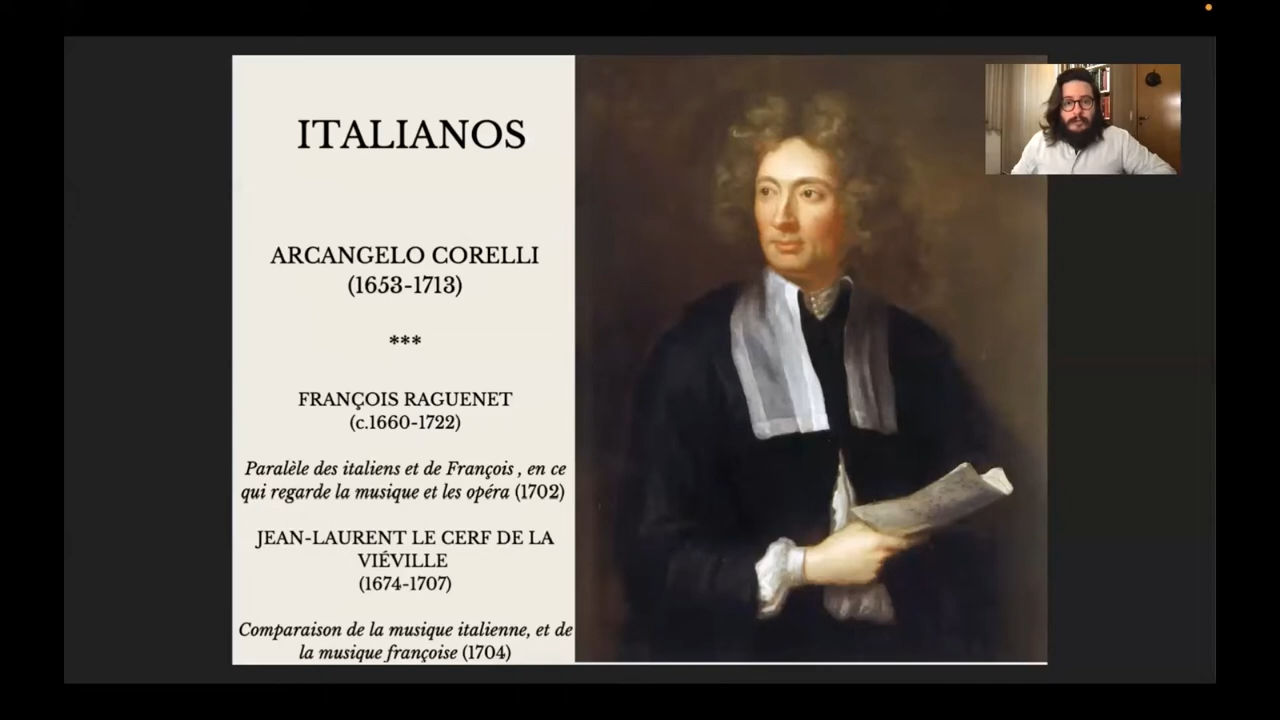 ITALIANOS
ARCANGELO CORELLI
(1653-1713)
***
FRANÇOIS RAGUENET
(c.1660-1722)
Paralèle des italiens et de François , en ce
qui regarde la musique et les opéra (1702)
JEAN-LAURENT LE CERF DE LA
VIÉVILLE
(1674-1707)
Comparaison de la musique italienne, et de
la musique françoise (1704)